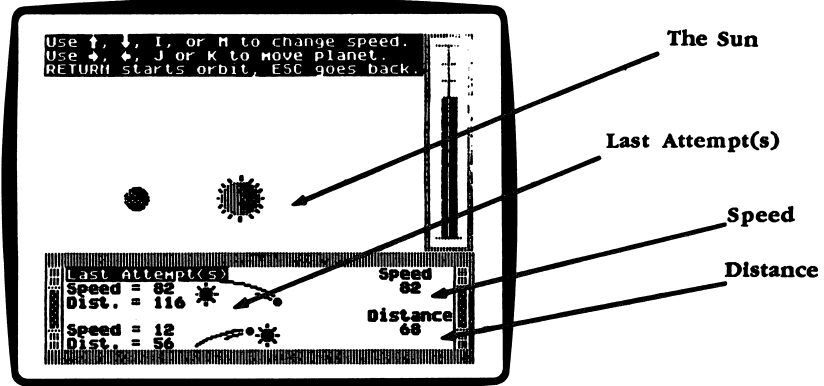 Use ↑, ↓, I, or M to change speed.
Use →, ←, J or K to move planet.
RETURN starts orbit, ESC goes back.
The Sun
Last Attempt(s)
Speed
Distance
Last Attempt(s)
Speed = 82
Dist. = 116
Speed = 12
Dist. = 56
Speed
82
Distance
68